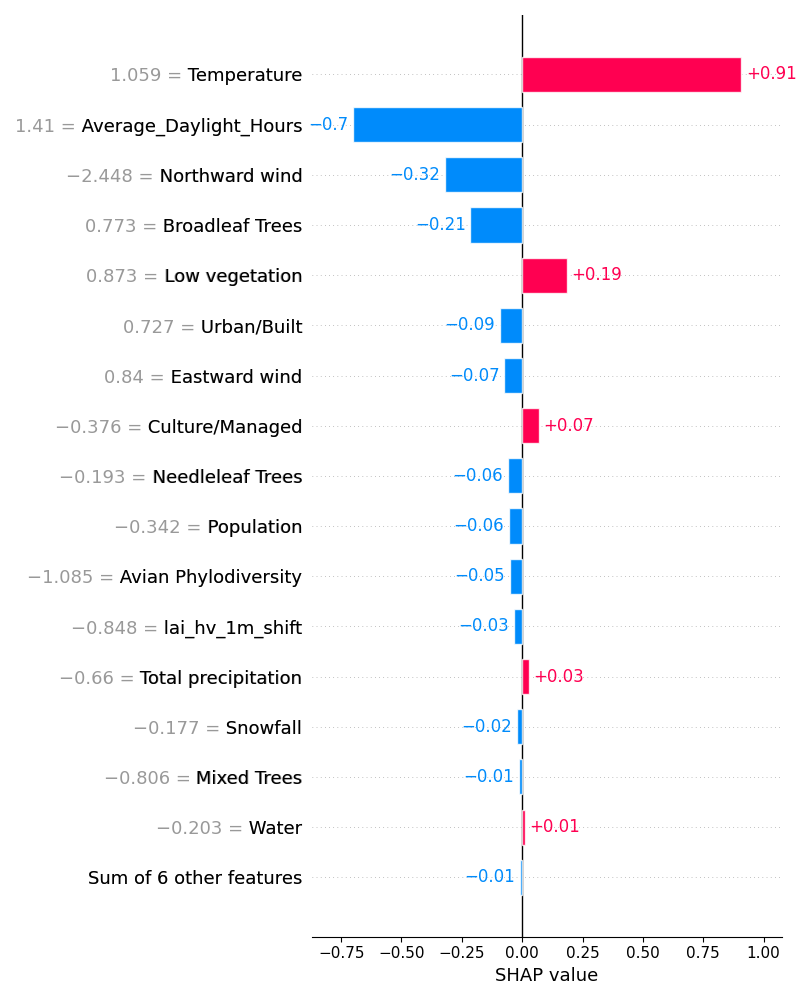 1.059 = Temperature +0.91
1.41 = Average_Daylight_Hours −0.7
−2.448 = Northward wind −0.32
0.773 = Broadleaf Trees −0.21
0.873 = Low vegetation +0.19
0.727 = Urban/Built −0.09
0.84 = Eastward wind −0.07
−0.376 = Culture/Managed +0.07
−0.193 = Needleleaf Trees −0.06
−0.342 = Population −0.06
−1.085 = Avian Phylodiversity −0.05
−0.848 = lai_hv_1m_shift −0.03
−0.66 = Total precipitation +0.03
−0.177 = Snowfall −0.02
−0.806 = Mixed Trees −0.01
−0.203 = Water +0.01
Sum of 6 other features −0.01
−0.75 −0.50 −0.25 0.00 0.25 0.50 0.75 1.00
SHAP value